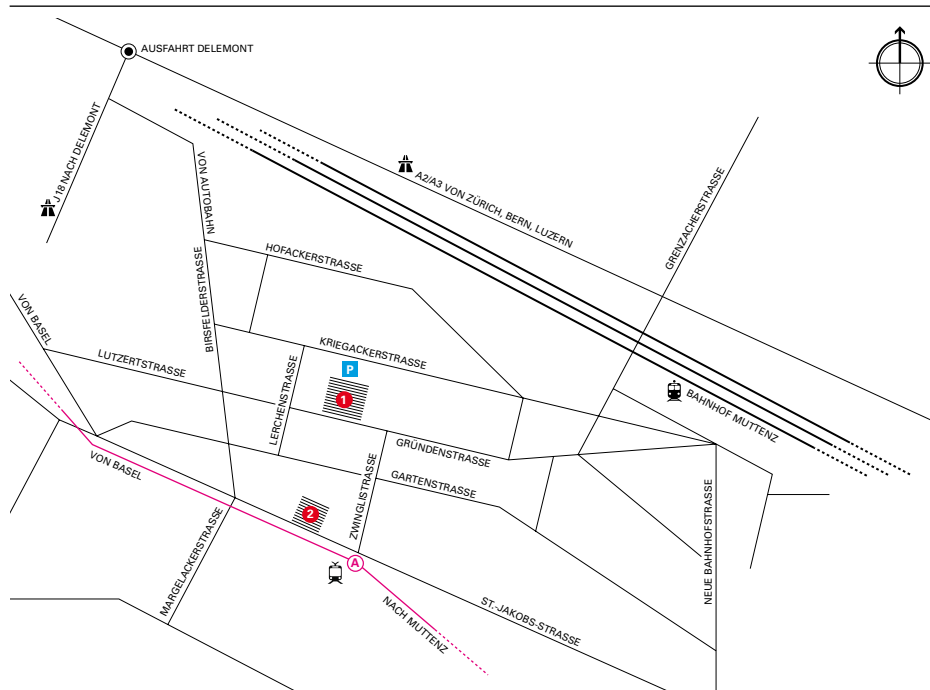 AUSFAHRT DELEMONT
J18 NACH DELEMONT
VON AUTOBAHN
A2/A3 VON ZÜRICH, BERN, LUZERN
GRENZACHERSTRASSE
HOFACKERSTRASSE
BIRSFELDERSTRASSE
VON BASEL
KRIEGACKERSTRASSE
LUTZERTSTRASSE
P
LERCHENSTRASSE
1
BAHNHOF MUTTENZ
GRÜNDENSTRASSE
VON BASEL
GARTENSTRASSE
ZWINGLISTRASSE
2
NEUE BAHNHOFSTRASSE
MARGELACKERSTRASSE
A
NACH MUTTENZ
ST.-JAKOBS-STRASSE